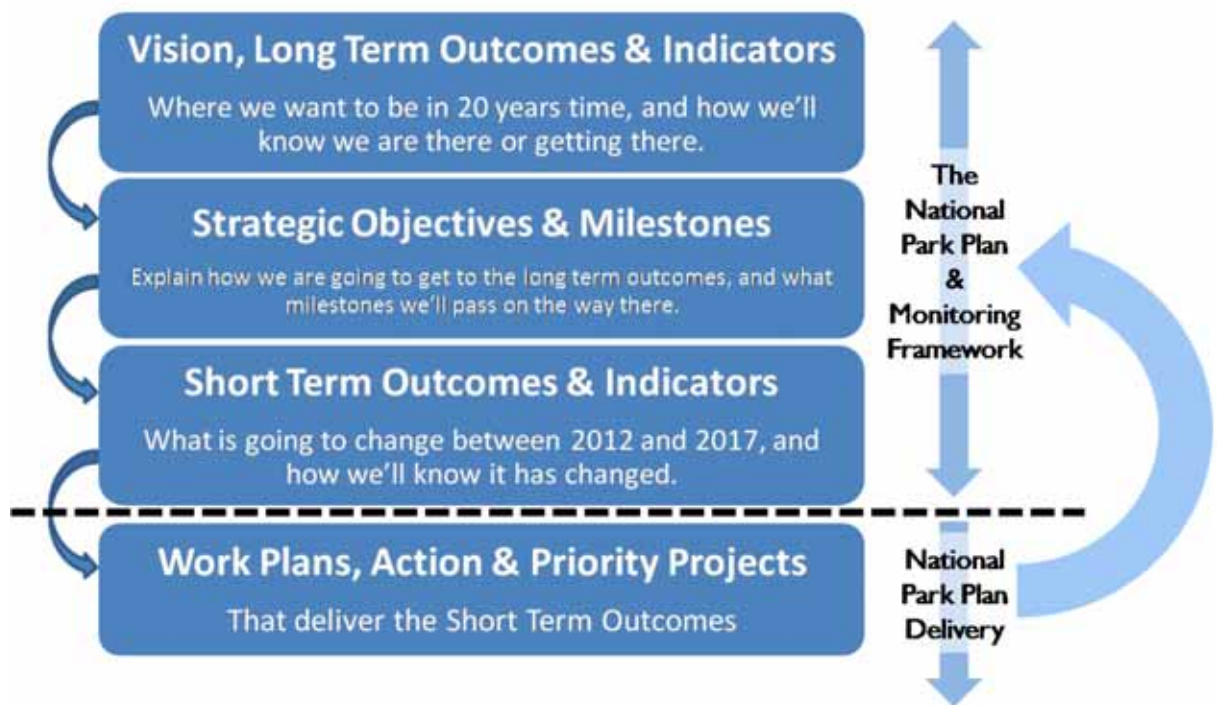 Vision, Long Term Outcomes & Indicators
Where we want to be in 20 years time, and how we'll
know we are there or getting there.
Strategic Objectives & Milestones
Explain how we are going to get to the long term outcomes, and what
milestones we'll pass on the way there.
Short Term Outcomes & Indicators
What is going to change between 2012 and 2017, and
how we'll know it has changed.
Work Plans, Action & Priority Projects
That deliver the Short Term Outcomes
The
National
Park Plan
&
Monitoring
Framework
National
Park Plan
Delivery